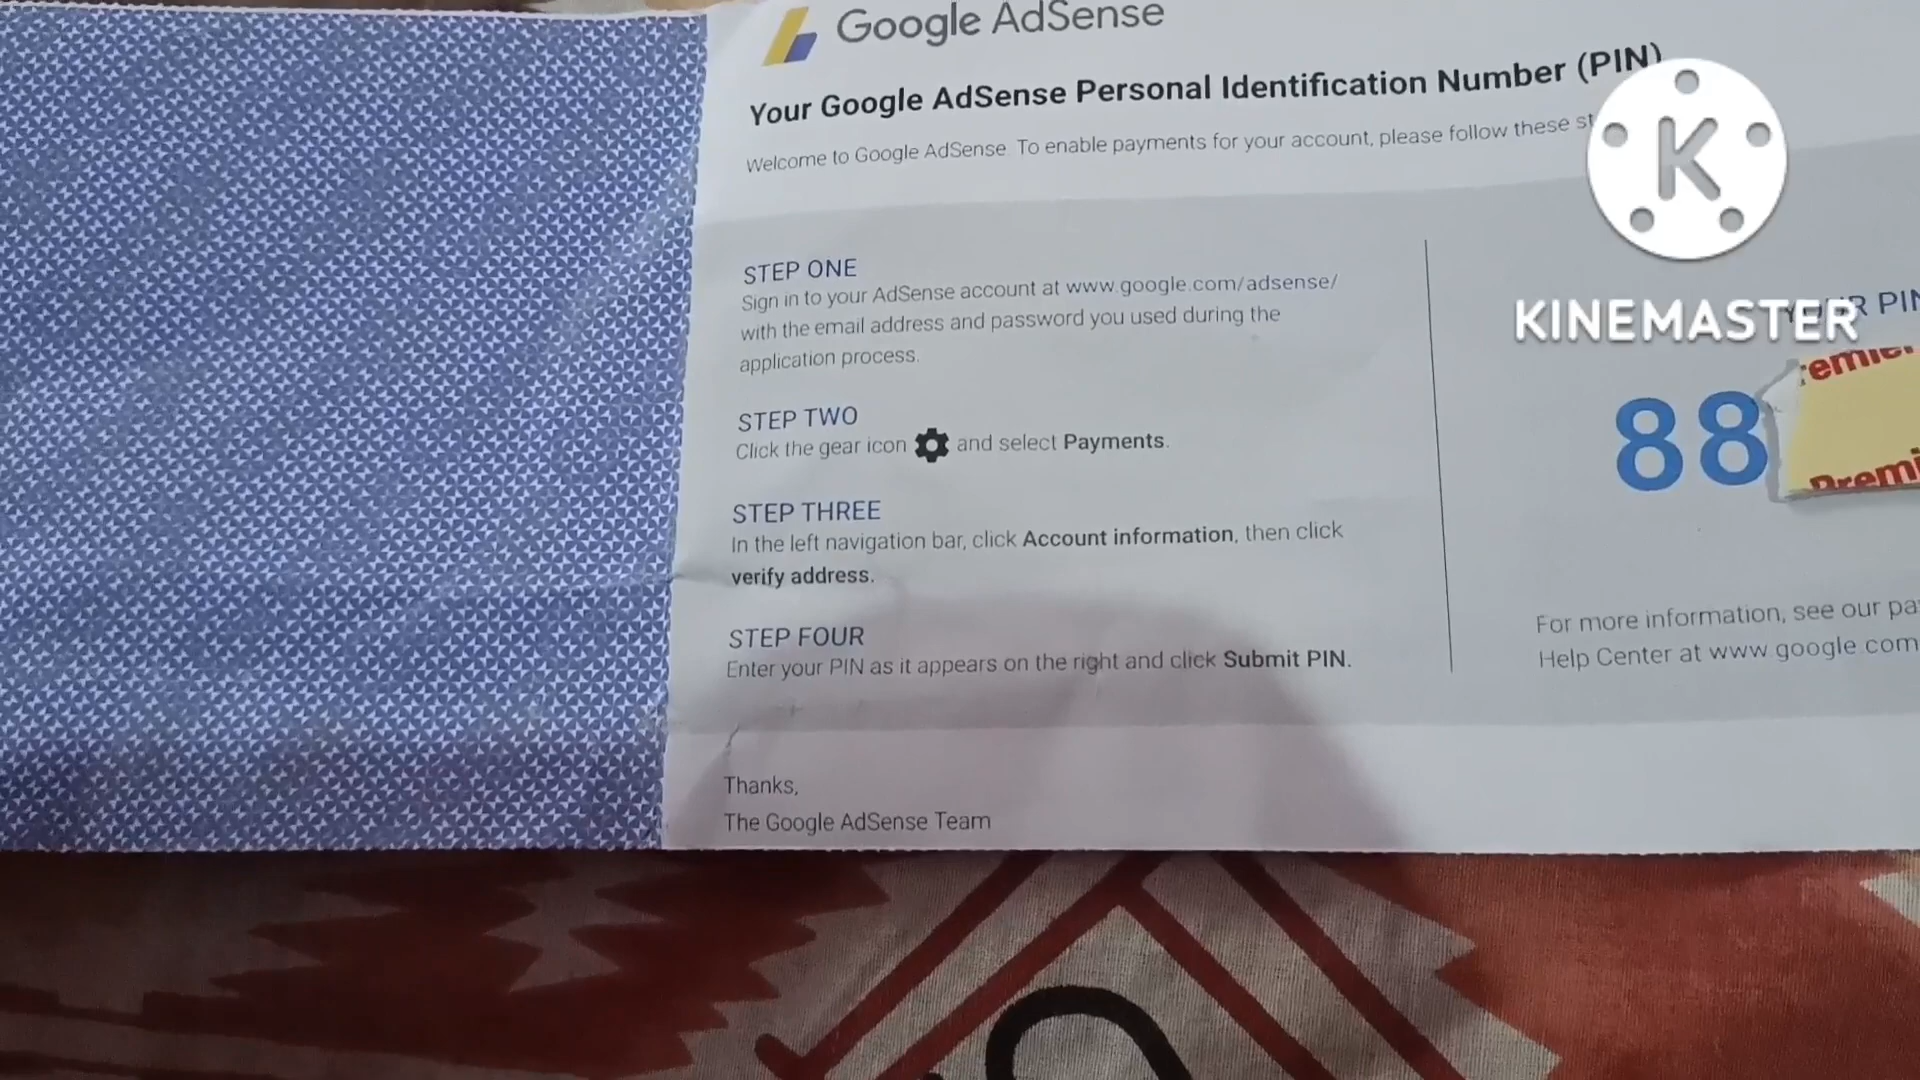 Google AdSense
Your Google AdSense Personal Identification Number (PIN)
Welcome to Google AdSense. To enable payments for your account, please follow these
STEP ONE
Sign in to your AdSense account at www.google.com/adsense/
with the email address and password you used during the
application process.
STEP TWO
Click the gear icon and select Payments.
STEP THREE
In the left navigation bar, click Account information, then click
verify address.
STEP FOUR
Enter your PIN as it appears on the right and click Submit PIN.
Thanks,
The Google AdSense Team
K
KINEMASTER
PIN
88
For more information, see our
Help Center at www.google.com